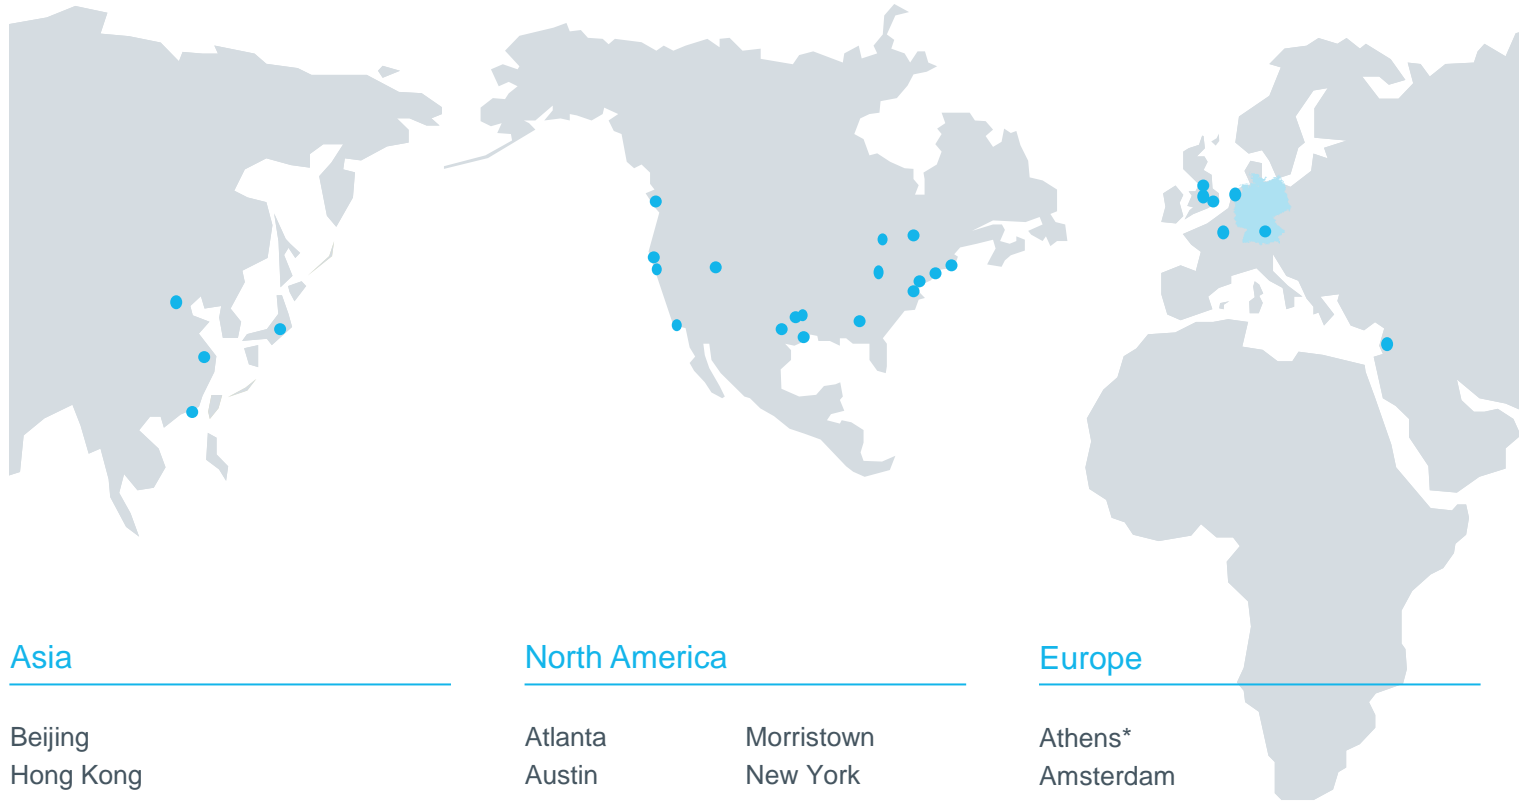 Asia
Beijing
Hong Kong
North America
Atlanta
Austin
Morristown
New York
Europe
Athens*
Amsterdam